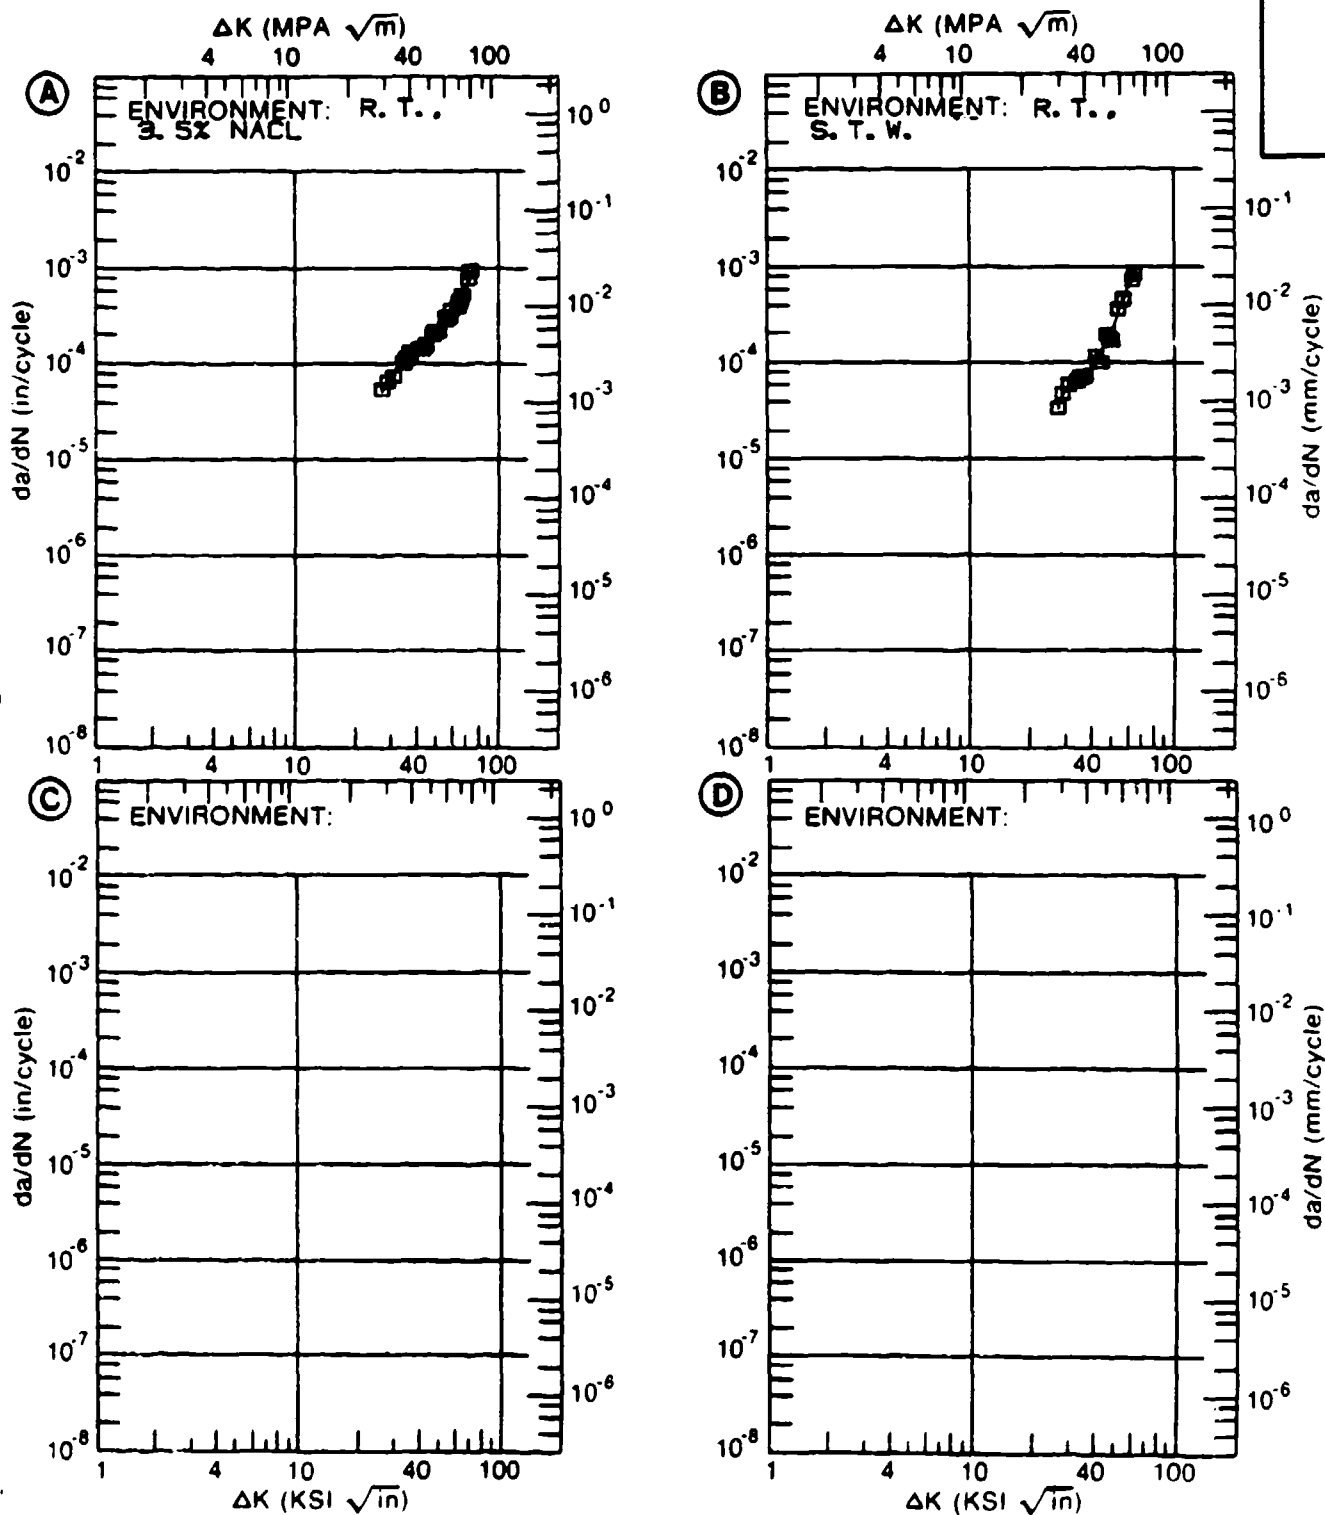 ΔK (MPA √m)
4 10 40 100
A
ENVIRONMENT: R. T. ,
3. 5% NACL
10⁻² 10⁻³ 10⁻⁴ 10⁻⁵ 10⁻⁶ 10⁻⁷ 10⁻⁸
da/dN (in/cycle)
10⁰ 10⁻¹ 10⁻² 10⁻³ 10⁻⁴ 10⁻⁵ 10⁻⁶
1 4 10 40 100
ΔK (MPA √m)
4 10 40 100
B
ENVIRONMENT: R. T. ,
S. T. W.
10⁻² 10⁻³ 10⁻⁴ 10⁻⁵ 10⁻⁶ 10⁻⁷ 10⁻⁸
10⁻¹ 10⁻² 10⁻³ 10⁻⁴ 10⁻⁵ 10⁻⁶
da/dN (mm/cycle)
1 4 10 40 100
C
ENVIRONMENT:
10⁻² 10⁻³ 10⁻⁴ 10⁻⁵ 10⁻⁶ 10⁻⁷ 10⁻⁸
da/dN (in/cycle)
10⁰ 10⁻¹ 10⁻² 10⁻³ 10⁻⁴ 10⁻⁵ 10⁻⁶
1 4 10 40 100
ΔK (KSI √in)
D
ENVIRONMENT:
10⁻² 10⁻³ 10⁻⁴ 10⁻⁵ 10⁻⁶ 10⁻⁷ 10⁻⁸
10⁰ 10⁻¹ 10⁻² 10⁻³ 10⁻⁴ 10⁻⁵ 10⁻⁶
da/dN (mm/cycle)
1 4 10 40 100
ΔK (KSI √in)